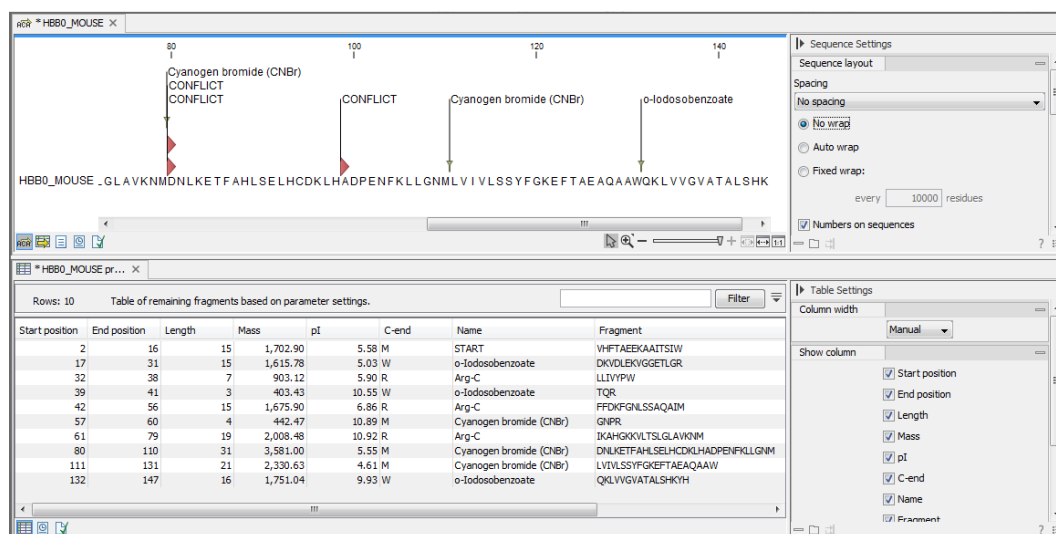 * HBB0_MOUSE
80 100 120 140
Cyanogen bromide (CNBr)
CONFLICT
CONFLICT CONFLICT Cyanogen bromide (CNBr) o-Iodosobenzoate
HBB0_MOUSE -GLAVKNMDNLKETFAHLSELHCDKLHADPENFKLLGNMLVIVLSSYFGKEFTAEAQAAWQKLVVGVATALSHK
Sequence Settings
Sequence layout
Spacing
No spacing
No wrap
Auto wrap
Fixed wrap:
every 10000 residues
Numbers on sequences
* HBB0_MOUSE pr...
Rows: 10 Table of remaining fragments based on parameter settings. Filter
Start position End position Length Mass pI C-end Name Fragment
2 16 15 1,702.90 5.58 M START VHFTAEEKAAITSIW
17 31 15 1,615.78 5.03 W o-Iodosobenzoate DKVDLEKVGGETLGR
32 38 7 903.12 5.90 R Arg-C LLIVYPW
39 41 3 403.43 10.55 W o-Iodosobenzoate TQR
42 56 15 1,675.90 6.86 R Arg-C FFDKFGNLSSAQAIM
57 60 4 442.47 10.89 M Cyanogen bromide (CNBr) GNPR
61 79 19 2,008.48 10.92 R Arg-C IKAHGKKVLTSLGLAVKNM
80 110 31 3,581.00 5.55 M Cyanogen bromide (CNBr) DNLKETFAHLSELHCDKLHADPENFKLLGNM
111 131 21 2,330.63 4.61 M Cyanogen bromide (CNBr) LVIVLSSYFGKEFTAEAQAAW
132 147 16 1,751.04 9.93 W o-Iodosobenzoate QKLVVGVATALSHKYH
Table Settings
Column width
Manual
Show column
Start position
End position
Length
Mass
pI
C-end
Name
Fragment